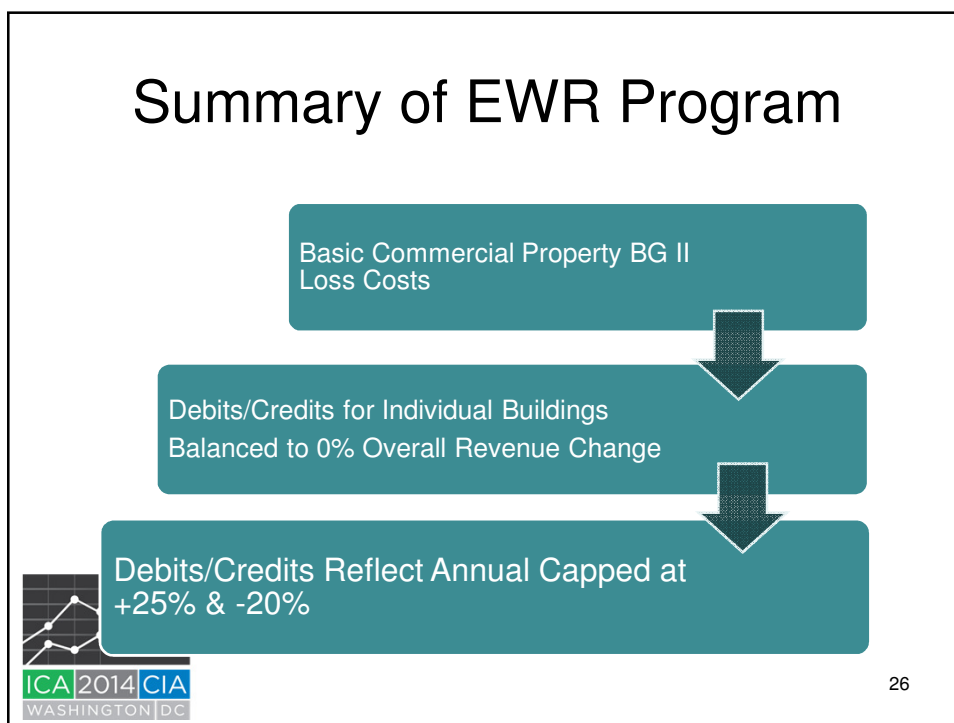 Summary of EWR Program
Basic Commercial Property BG II
Loss Costs
Debits/Credits for Individual Buildings
Balanced to 0% Overall Revenue Change
Debits/Credits Reflect Annual Capped at
+25% & -20%
ICA 2014 CIA
WASHINGTON DC
26